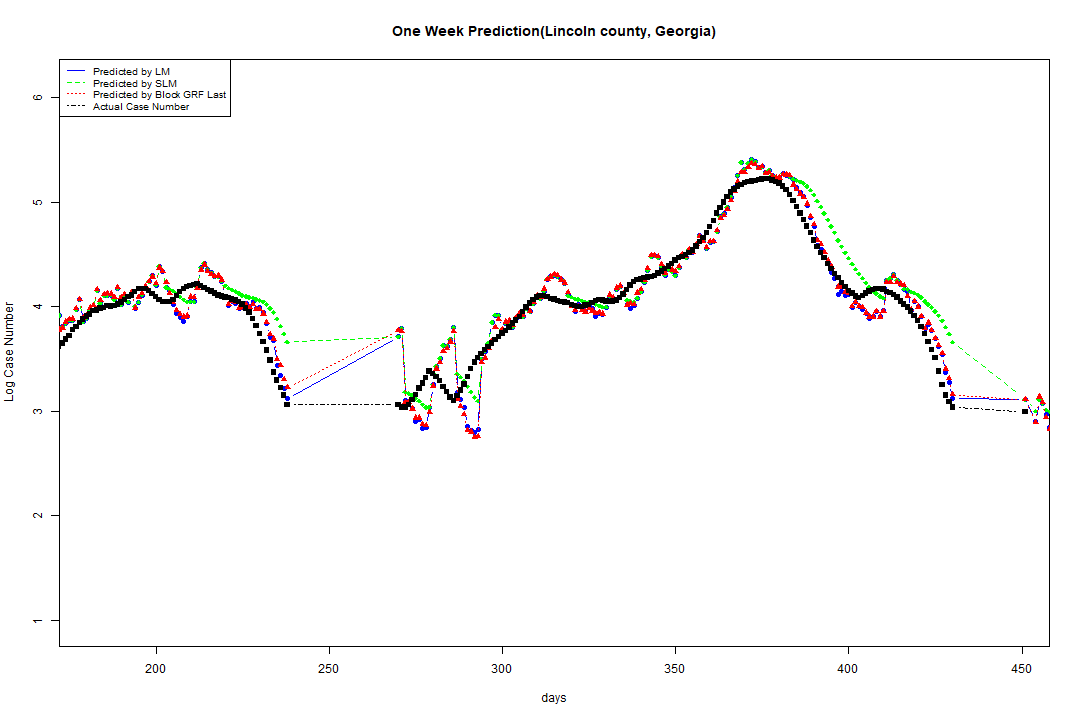 One Week Prediction(Lincoln county, Georgia)
Predicted by LM
Predicted by SLM
Predicted by Block GRF Last
Actual Case Number
Log Case Number
6
5
4
3
2
1
200 250 300 350 400 450
days